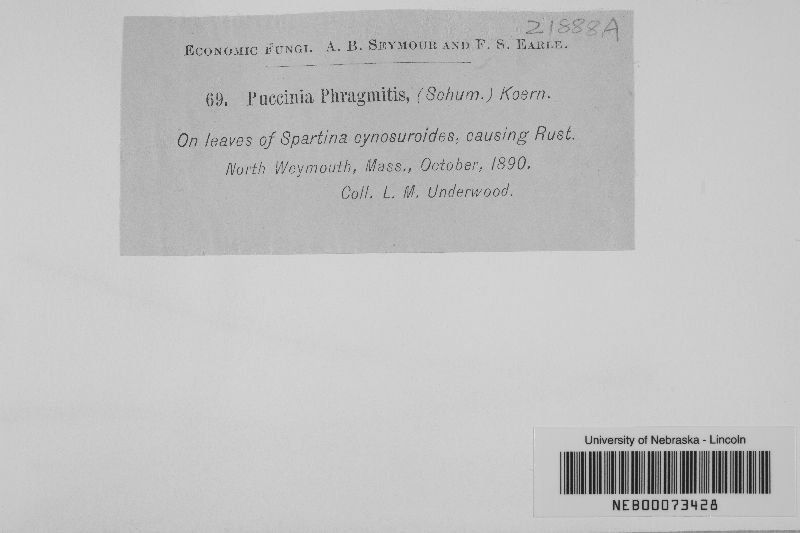 21888A
Economic Fungi. A. B. Seymour and F. S. Earle.
69. Puccinia Phragmitis, (Schum.) Koern.
On leaves of Spartina cynosuroides, causing Rust.
North Weymouth, Mass., October, 1890.
Coll. L. M. Underwood.
University of Nebraska - Lincoln
NEB00073428